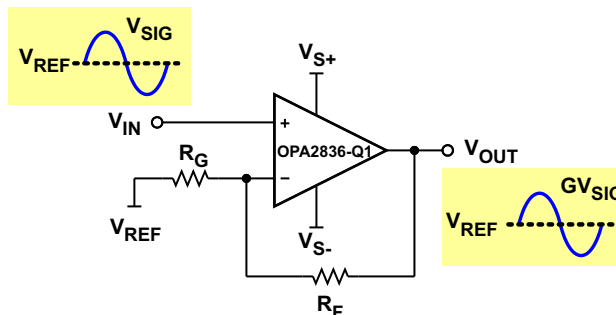 VSIG
VREF
VS+
VIN
+
OPA2836-Q1
RG
−
VOUT
VREF
VS-
GVSIG
VREF
RF